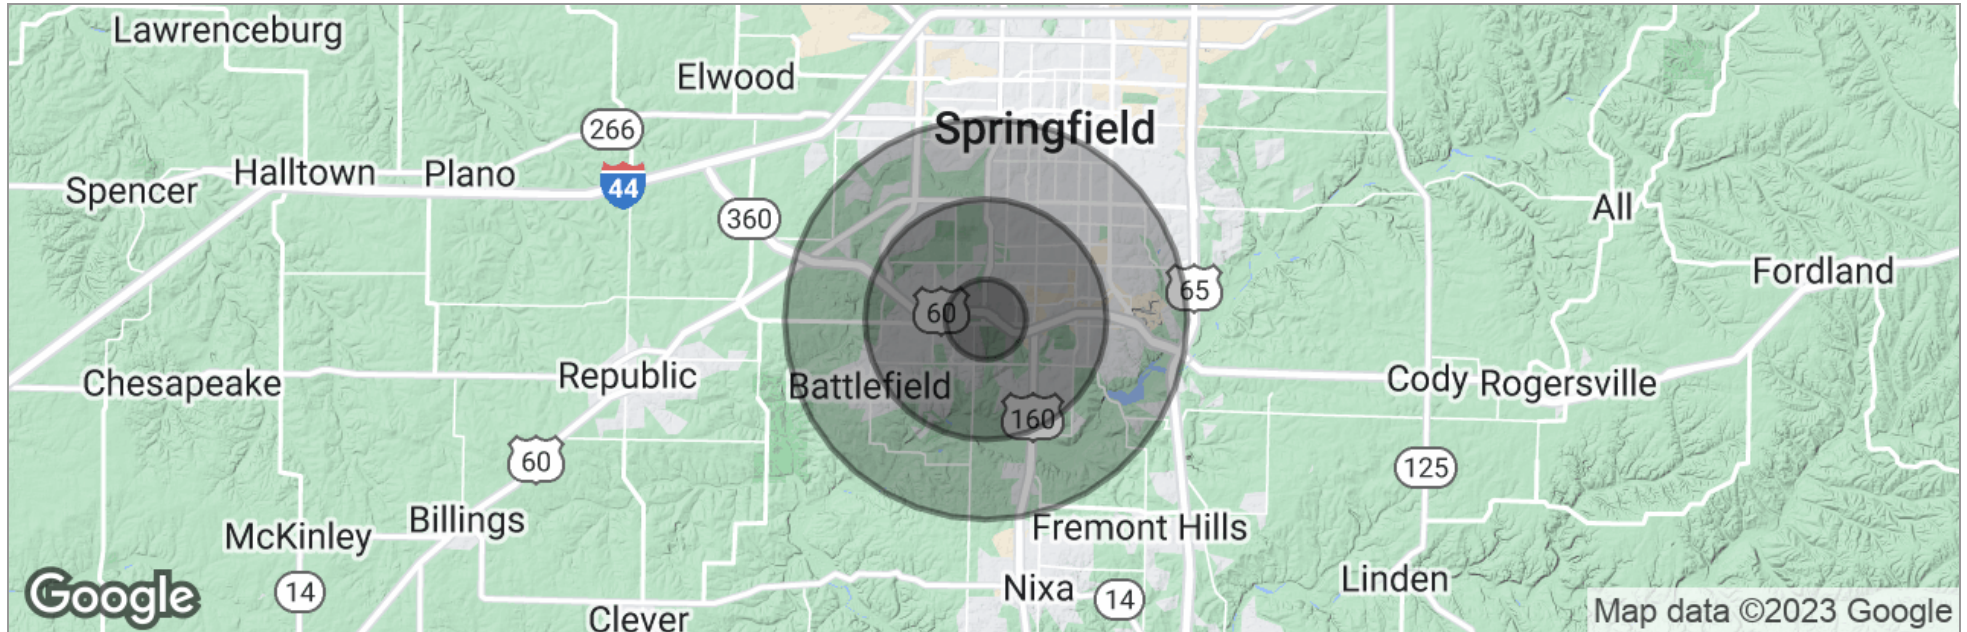 Lawrenceburg
Elwood
Springfield
266
Halltown
Plano
44
Spencer
360
All
Fordland
65
60
Chesapeake
Republic
Battlefield
Cody
Rogersville
160
60
125
Billings
McKinley
Fremont Hills
Linden
Nixa
14
14
Clever
Google
Map data ©2023 Google